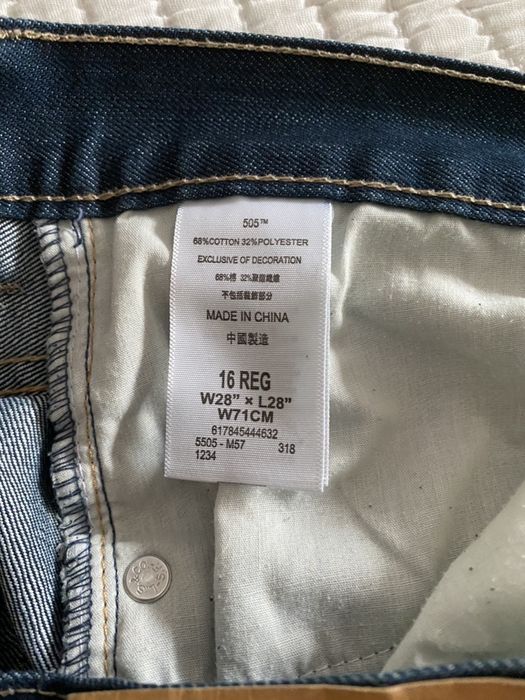 505™
68%COTTON 32%POLYESTER
EXCLUSIVE OF DECORATION
68%棉 32%聚酯纖維
不包括裝飾部分
MADE IN CHINA
中國製造
16 REG
W28" × L28"
W71CM
617845444632
5505 - M57 318
1234